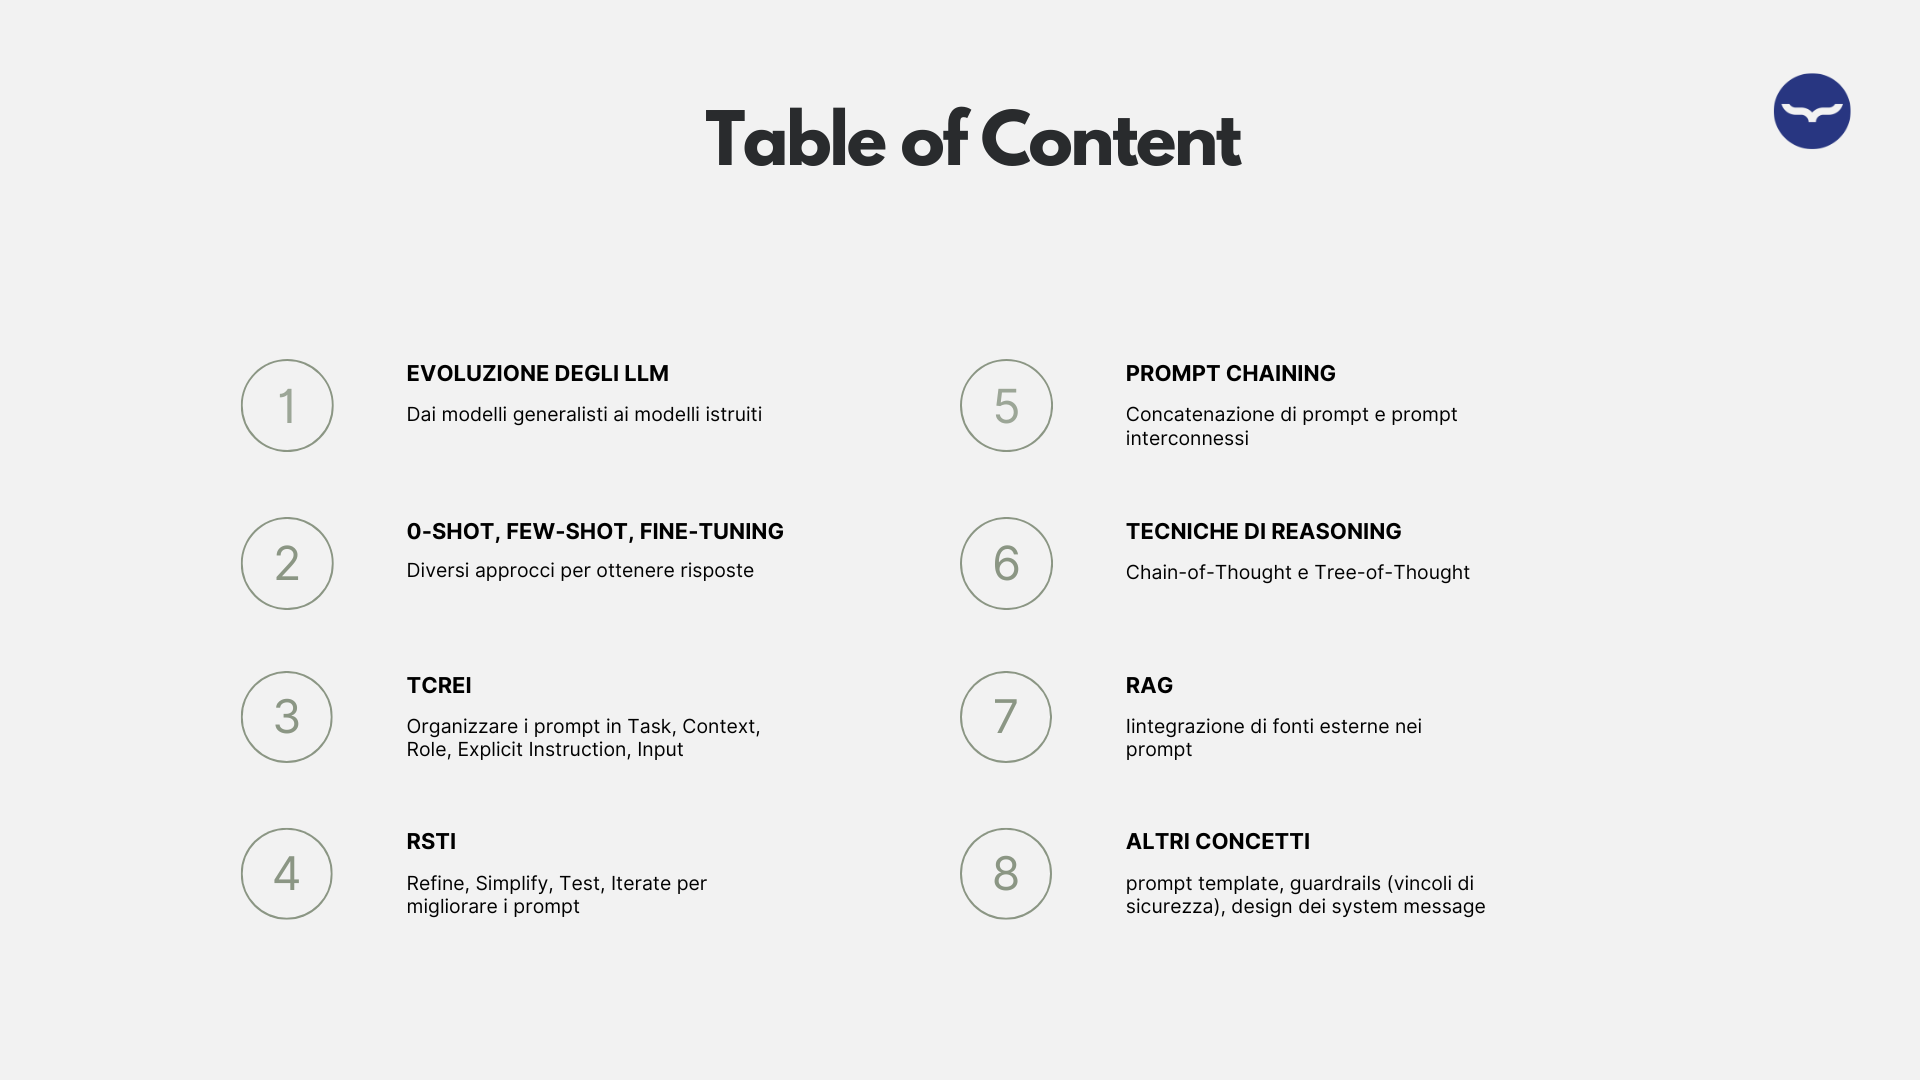 Table of Content
1
EVOLUZIONE DEGLI LLM
Dai modelli generalisti ai modelli istruiti
2
0-SHOT, FEW-SHOT, FINE-TUNING
Diversi approcci per ottenere risposte
3
TCREI
Organizzare i prompt in Task, Context,
Role, Explicit Instruction, Input
4
RSTI
Refine, Simplify, Test, Iterate per
migliorare i prompt
5
PROMPT CHAINING
Concatenazione di prompt e prompt
interconnessi
6
TECNICHE DI REASONING
Chain-of-Thought e Tree-of-Thought
7
RAG
Iintegrazione di fonti esterne nei
prompt
8
ALTRI CONCETTI
prompt template, guardrails (vincoli di
sicurezza), design dei system message